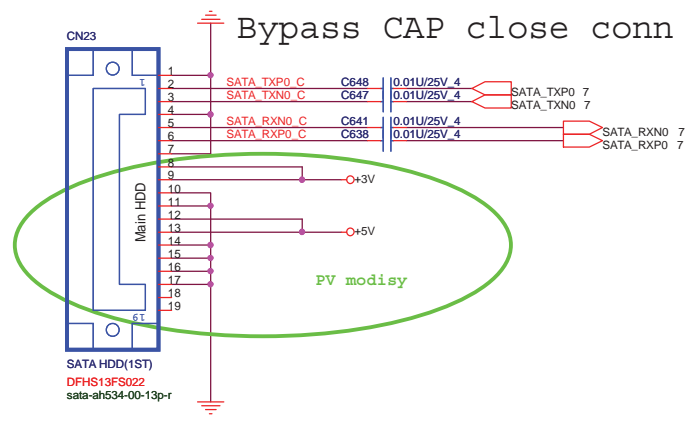 Bypass CAP close conn
CN23
1
1
2 SATA_TXP0_C C648 0.01U/25V_4 SATA_TXP0 7
3 SATA_TXN0_C C647 0.01U/25V_4 SATA_TXN0 7
4
5 SATA_RXN0_C C641 0.01U/25V_4 SATA_RXN0 7
6 SATA_RXP0_C C638 0.01U/25V_4 SATA_RXP0 7
7
8
9 +3V
10
11
Main HDD
12
13 +5V
14
15
16
17
18
19
19
PV modisy
SATA HDD(1ST)
DFHS13FS022
sata-ah534-00-13p-r